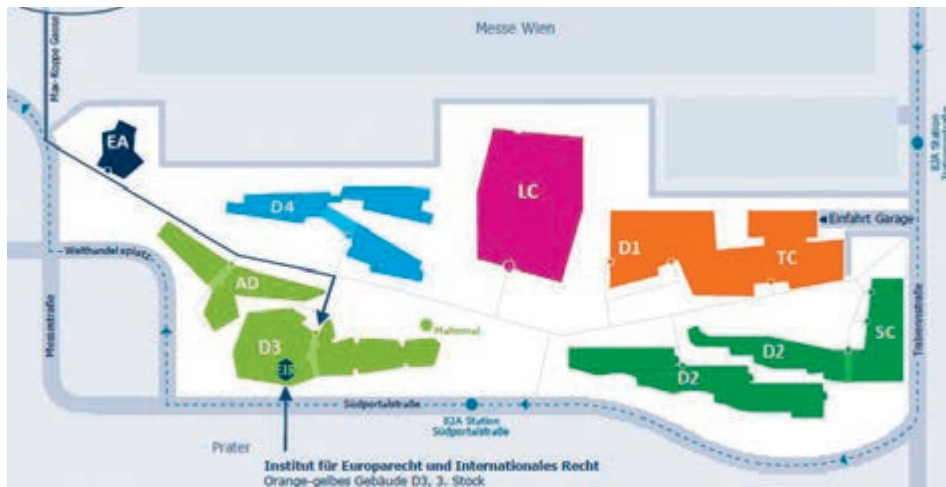 Messe Wien
Max-Koppe Gasse
EA
LC
D4
Einfahrt Garage
D1
TC
Welthandelsplatz
AD
Mahnmal
SC
D3
D2
D2
Messestraße
Trabrennstraße
Südportalstraße
82A Station
Südportalstraße
82A Station
Prater
Institut für Europarecht und Internationales Recht
Orange-gelbes Gebäude D3, 3. Stock